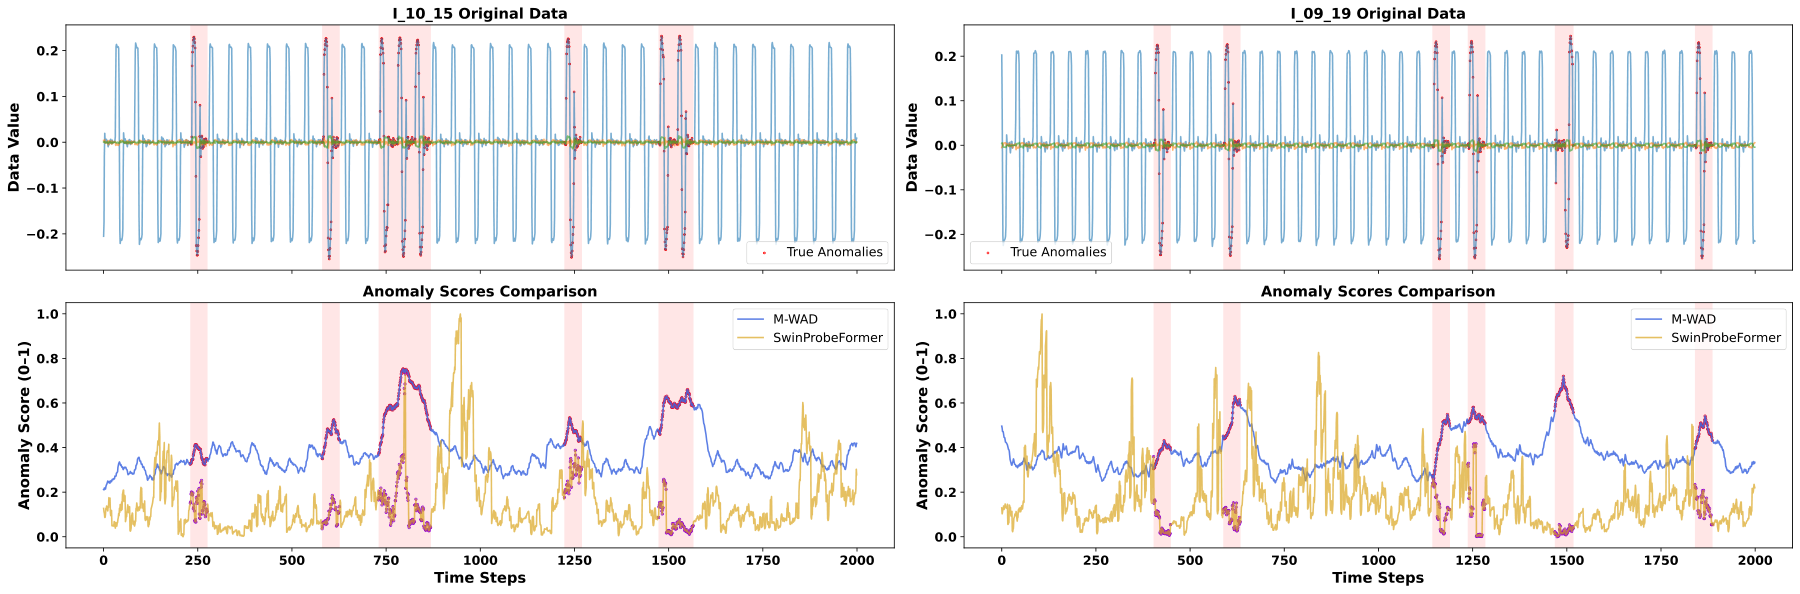 I_10_15 Original Data
Data Value
0.2
0.1
0.0
−0.1
−0.2
True Anomalies
I_09_19 Original Data
Data Value
0.2
0.1
0.0
−0.1
−0.2
True Anomalies
Anomaly Scores Comparison
Anomaly Score (0–1)
1.0
0.8
0.6
0.4
0.2
0.0
M-WAD
SwinProbeFormer
0 250 500 750 1000 1250 1500 1750 2000
Time Steps
Anomaly Scores Comparison
Anomaly Score (0–1)
1.0
0.8
0.6
0.4
0.2
0.0
M-WAD
SwinProbeFormer
0 250 500 750 1000 1250 1500 1750 2000
Time Steps